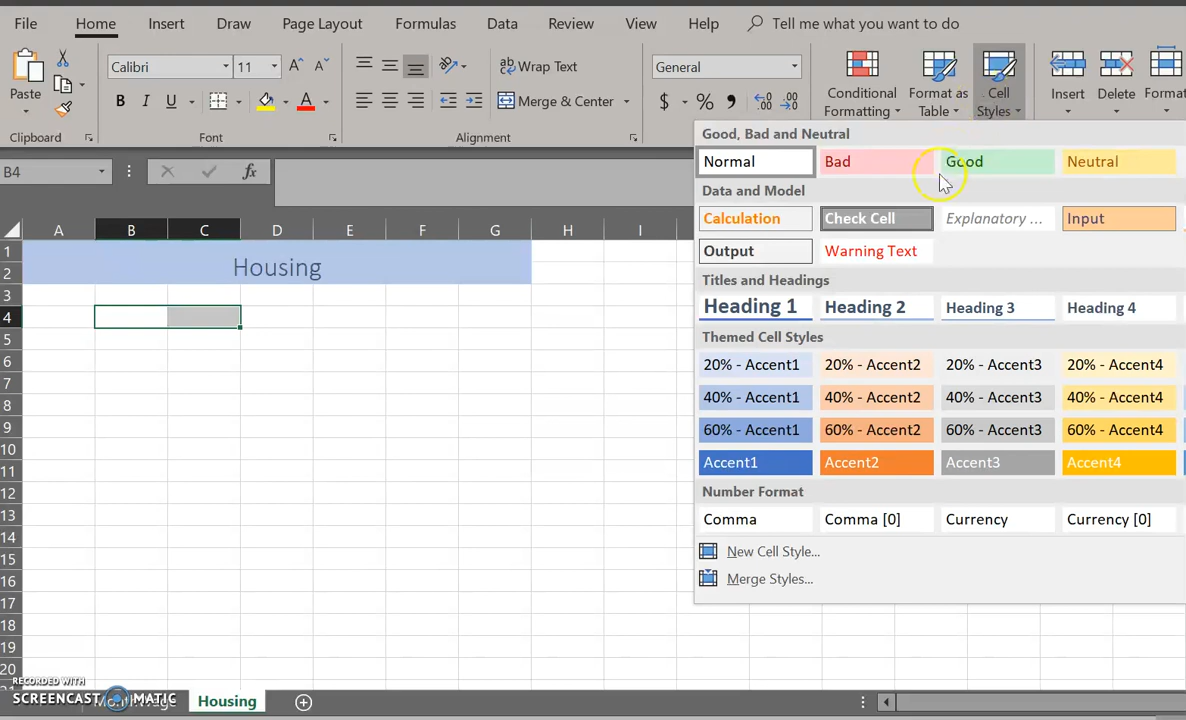 File Home Insert Draw Page Layout Formulas Data Review View Help Tell me what you want to do
Calibri 11 ab Wrap Text General
Paste B I U A Merge & Center $ % 9 Conditional Formatting Format as Table Cell Styles Insert Delete Format
Clipboard Font Alignment
Good, Bad and Neutral
B4 fx Normal Bad Good Neutral
Data and Model
Calculation Check Cell Explanatory ... Input
Output Warning Text
A B C D E F G H I
Titles and Headings
Heading 1 Heading 2 Heading 3 Heading 4
Themed Cell Styles
20% - Accent1 20% - Accent2 20% - Accent3 20% - Accent4
40% - Accent1 40% - Accent2 40% - Accent3 40% - Accent4
60% - Accent1 60% - Accent2 60% - Accent3 60% - Accent4
Accent1 Accent2 Accent3 Accent4
Number Format
Comma Comma [0] Currency Currency [0]
New Cell Style...
Merge Styles...
1
2 Housing
3
4
5
6
7
8
9
10
11
12
13
14
15
16
17
18
19
20
RECORDED WITH
SCREENCAST MATIC
Housing